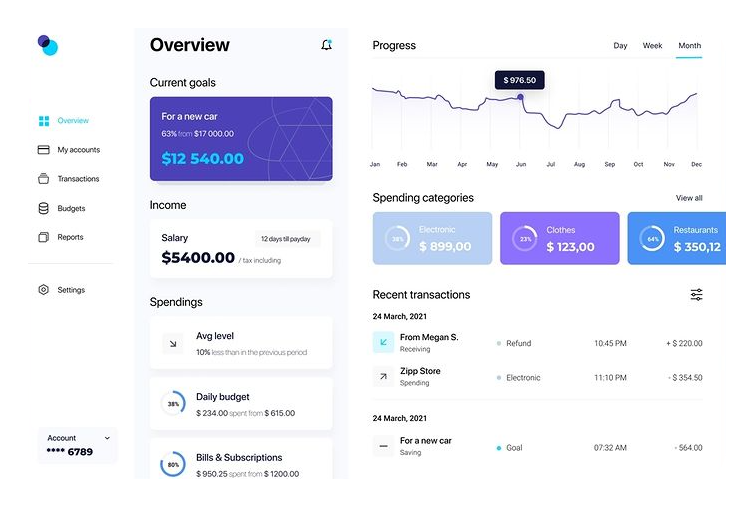 Overview
My accounts
Transactions
Budgets
Reports
Settings
Account
**** 6789
Overview
Current goals
For a new car
63% from $17 000.00
$12 540.00
Income
Salary
12 days till payday
$5400.00 / tax including
Spendings
Avg level
10% less than in the previous period
38%
Daily budget
$ 234.00 spent from $ 615.00
80%
Bills & Subscriptions
$ 950.25 spent from $ 1200.00
Progress
Day Week Month
$ 976.50
Jan Feb Mar Apr May Jun Jul Aug Sep Oct Nov Dec
Spending categories
View all
38%
Electronic
$ 899,00
23%
Clothes
$ 123,00
64%
Restaurants
$ 350,12
Recent transactions
24 March, 2021
From Megan S.
Receiving
Refund
10:45 PM
+ $ 220.00
Zipp Store
Spending
Electronic
11:10 PM
- $ 354.50
24 March, 2021
For a new car
Saving
Goal
07:32 AM
- 564.00